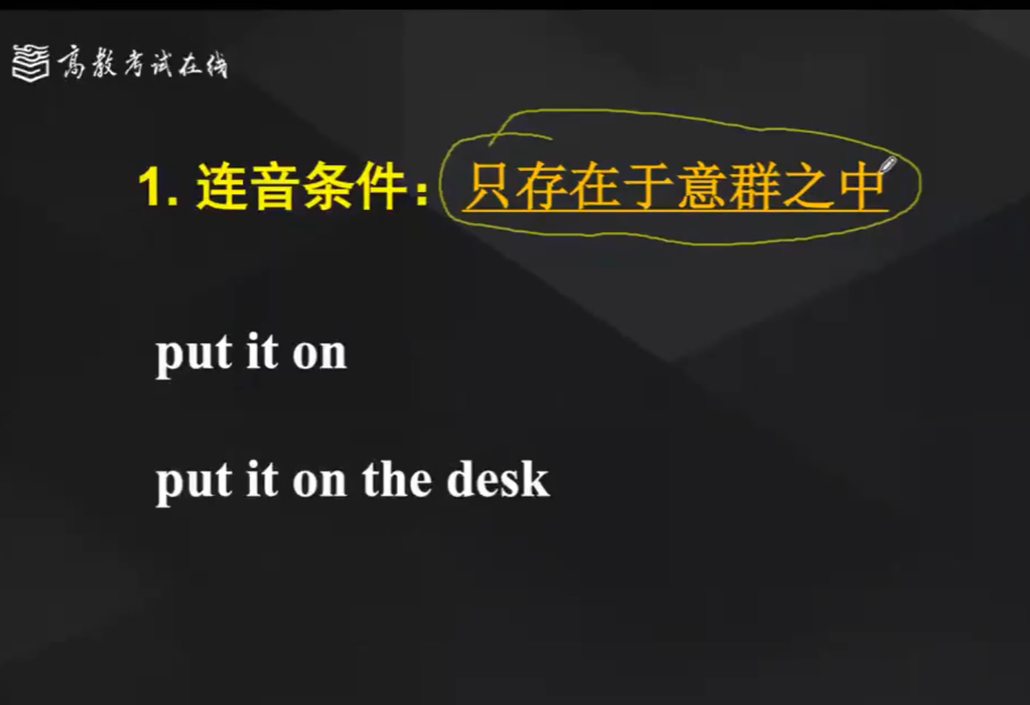 高教考试在线
1. 连音条件：只存在于意群之中
put it on
put it on the desk